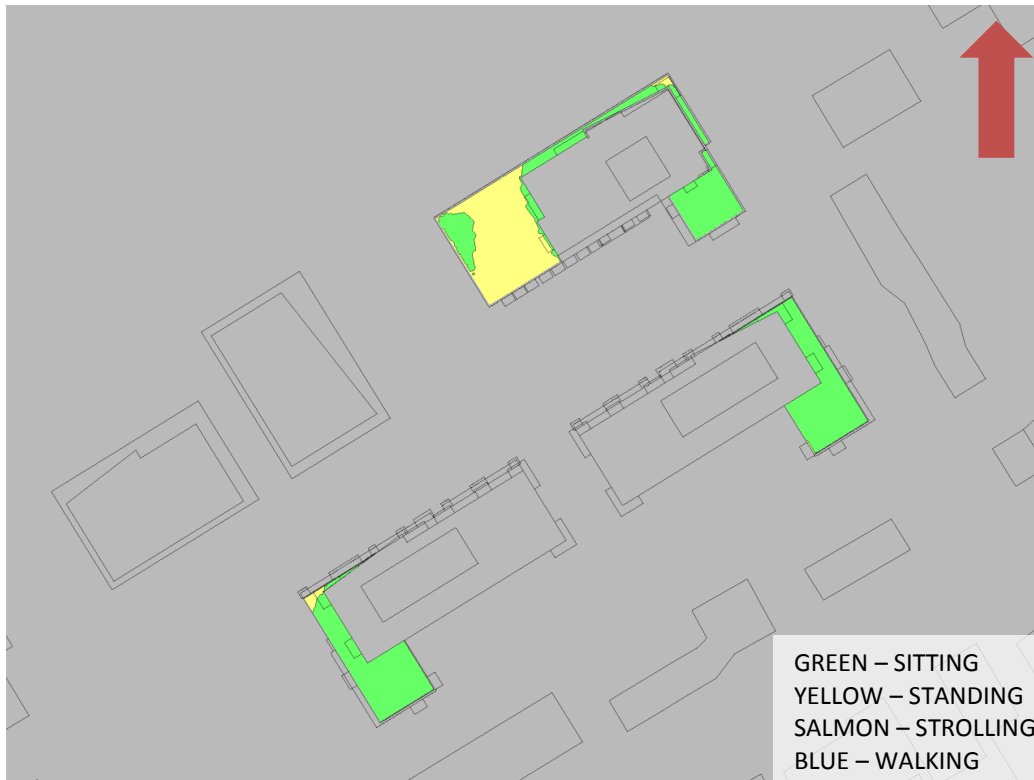 GREEN – SITTING
YELLOW – STANDING
SALMON – STROLLING
BLUE – WALKING